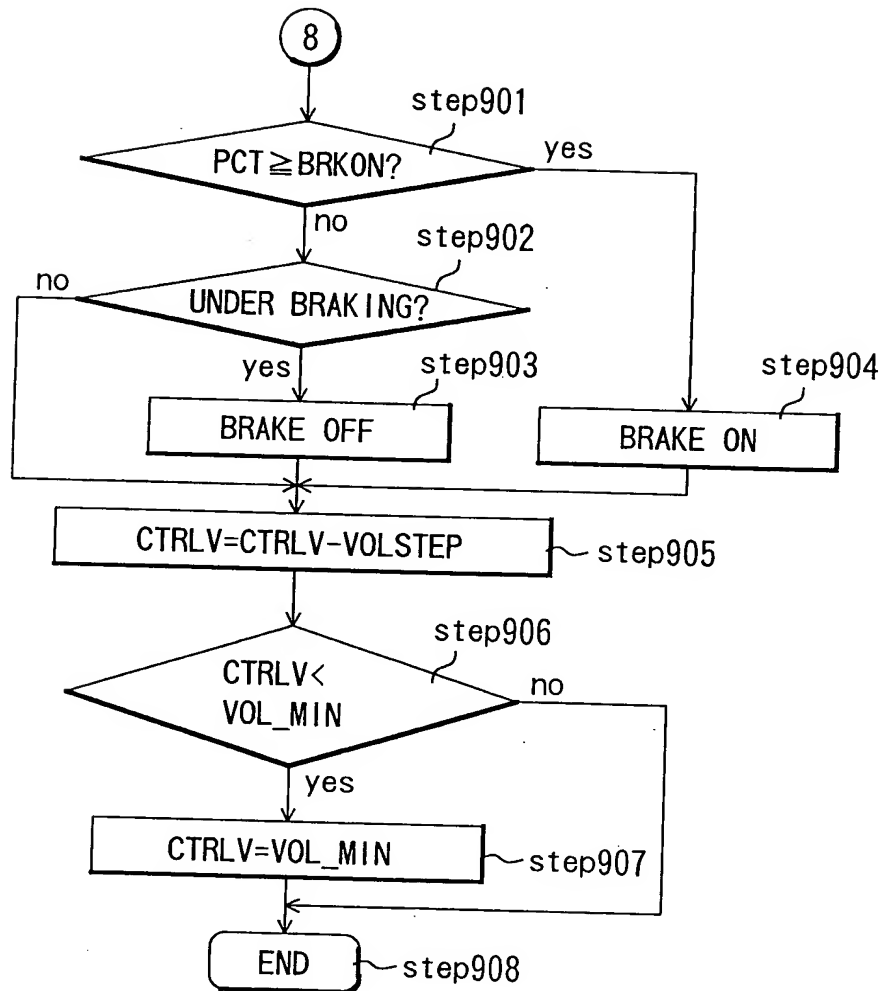 8
step901
PCT≧BRKON?
yes
no
step902
no
UNDER BRAKING?
yes
step903
step904
BRAKE OFF
BRAKE ON
CTRLV=CTRLV-VOLSTEP
step905
step906
CTRLV<
VOL_MIN
no
yes
CTRLV=VOL_MIN
step907
END
step908